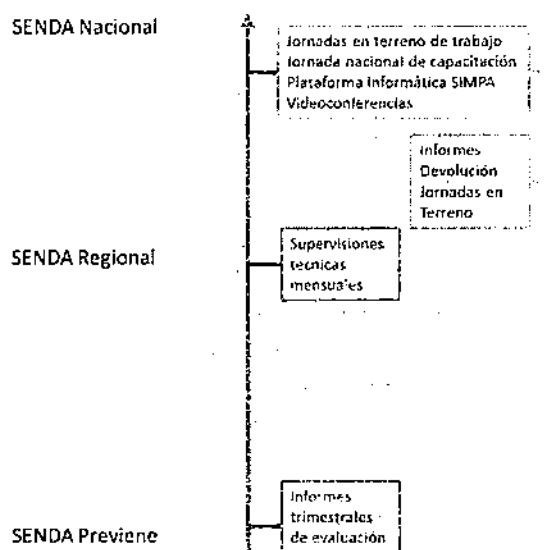 SENDA Nacional
Jornadas en terreno de trabajo
Jornada nacional de capacitación
Plataforma Informática SIMPA
Videoconferencias
Informes
Devolución
Jornadas en
Terreno
SENDA Regional
Supervisiones
tecnicas
mensuales
Informes
trimestrales
de evaluación
SENDA Previene